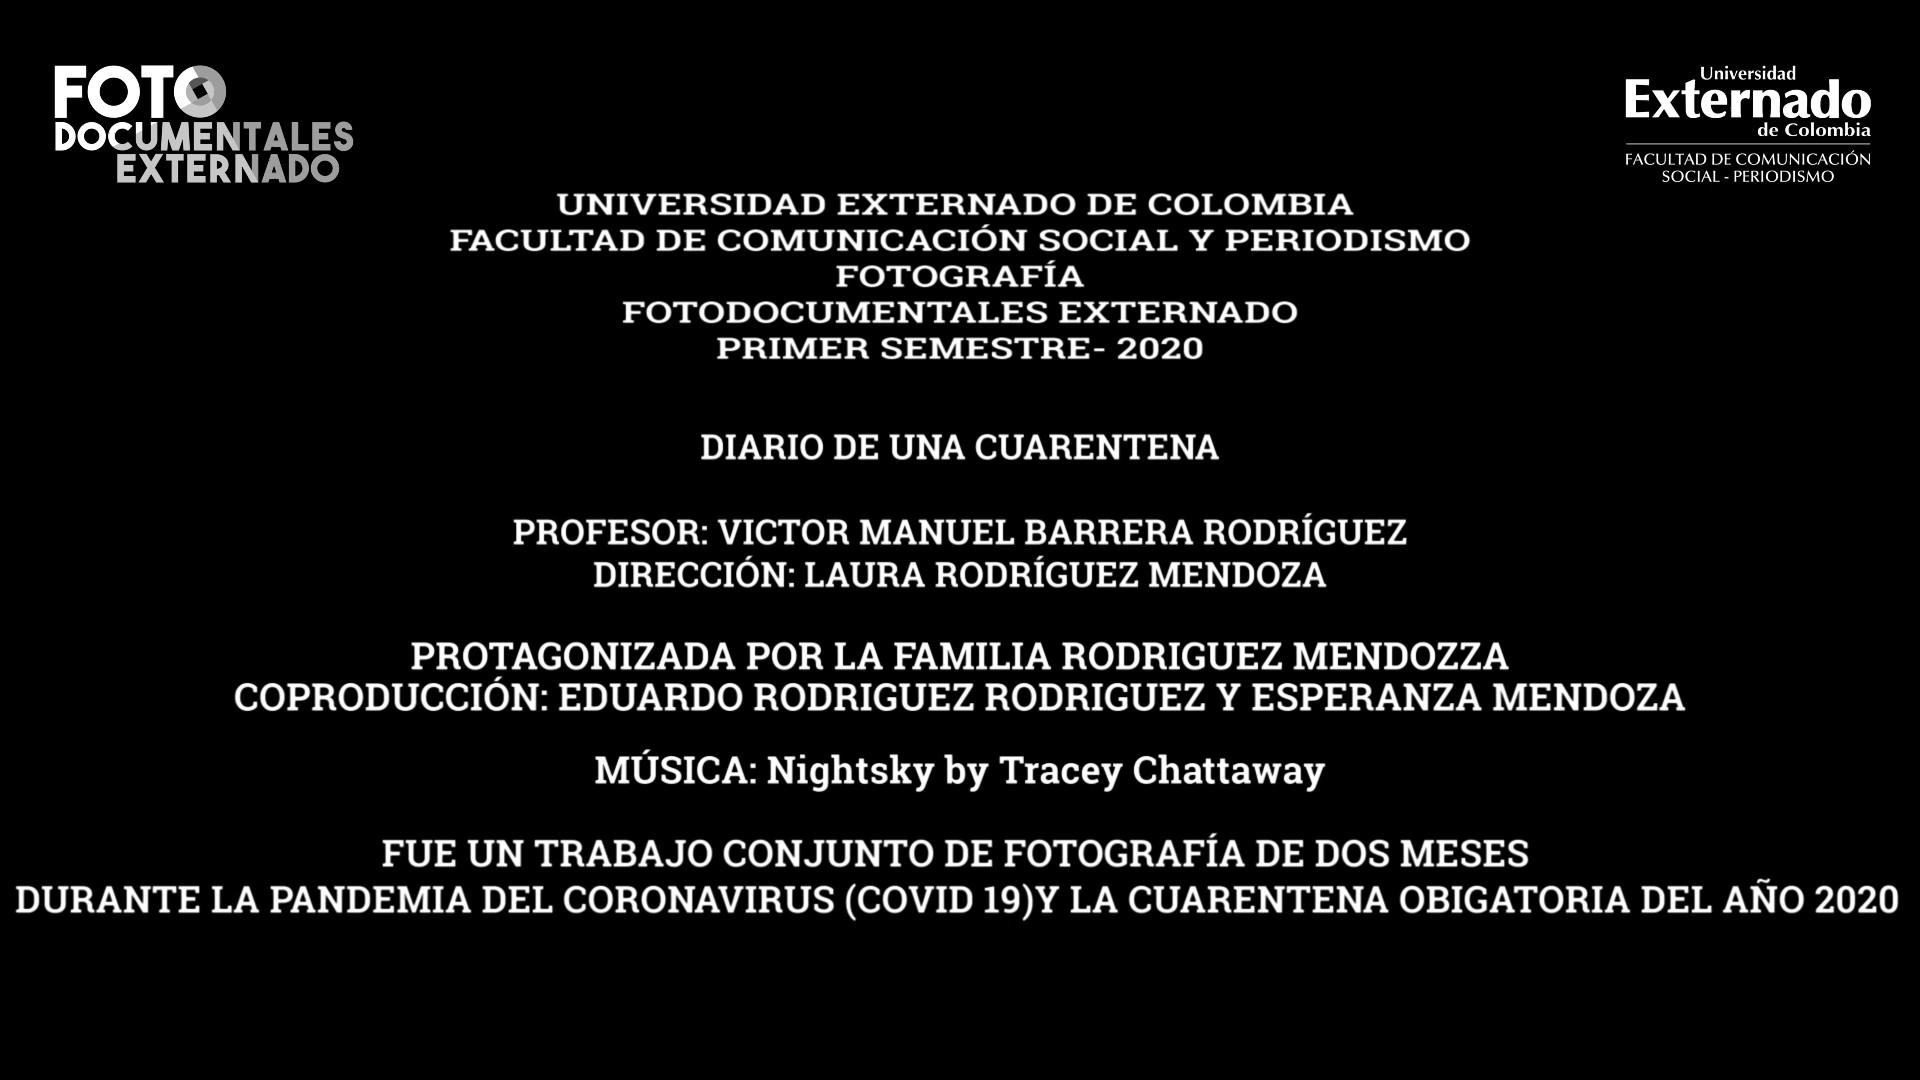 FOTO
DOCUMENTALES
EXTERNADO
Universidad
Externado
de Colombia
FACULTAD DE COMUNICACIÓN
SOCIAL - PERIODISMO
UNIVERSIDAD EXTERNADO DE COLOMBIA
FACULTAD DE COMUNICACIÓN SOCIAL Y PERIODISMO
FOTOGRAFÍA
FOTODOCUMENTALES EXTERNADO
PRIMER SEMESTRE- 2020
DIARIO DE UNA CUARENTENA
PROFESOR: VICTOR MANUEL BARRERA RODRÍGUEZ
DIRECCIÓN: LAURA RODRÍGUEZ MENDOZA
PROTAGONIZADA POR LA FAMILIA RODRIGUEZ MENDOZZA
COPRODUCCIÓN: EDUARDO RODRIGUEZ RODRIGUEZ Y ESPERANZA MENDOZA
MÚSICA: Nightsky by Tracey Chattaway
FUE UN TRABAJO CONJUNTO DE FOTOGRAFÍA DE DOS MESES
DURANTE LA PANDEMIA DEL CORONAVIRUS (COVID 19)Y LA CUARENTENA OBIGATORIA DEL AÑO 2020